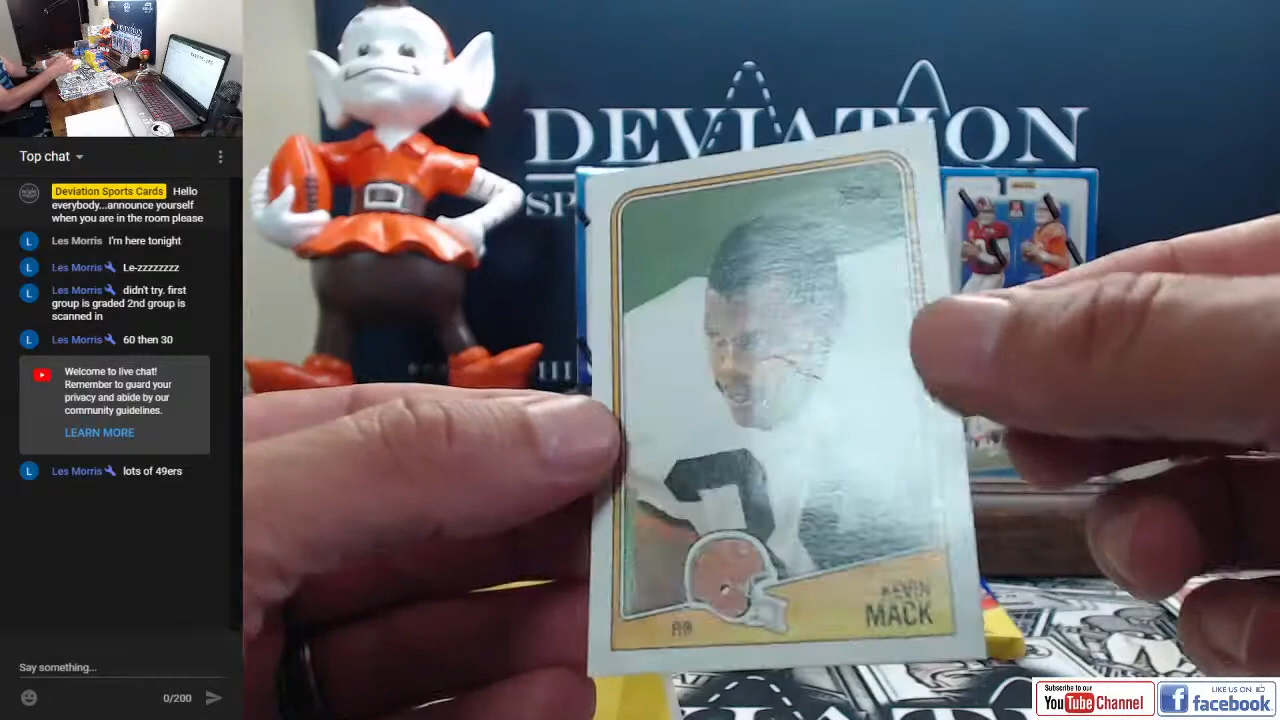 Top chat
Deviation Sports Cards Hello
everybody...announce yourself
when you are in the room please
Les Morris I'm here tonight
Les Morris Le-zzzzzzzz
Les Morris didn't try. first
group is graded 2nd group is
scanned in
Les Morris 60 then 30
Welcome to live chat!
Remember to guard your
privacy and abide by our
community guidelines.
LEARN MORE
Les Morris lots of 49ers
Say something...
0/200
DEVIATION
SP
KEVIN
MACK
RB
Subscribe to our
YouTube Channel
LIKE US ON
facebook